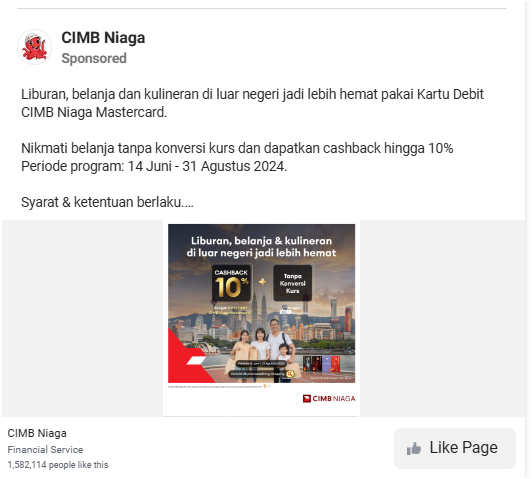 CIMB Niaga
Sponsored
Liburan, belanja dan kulineran di luar negeri jadi lebih hemat pakai Kartu Debit
CIMB Niaga Mastercard.
Nikmati belanja tanpa konversi kurs dan dapatkan cashback hingga 10%
Periode program: 14 Juni - 31 Agustus 2024.
Syarat & ketentuan berlaku....
Liburan, belanja & kulineran
di luar negeri jadi lebih hemat
CASHBACK
10%
+
Tanpa
Konversi
Kurs
CIMB NIAGA
CIMB Niaga
Financial Service
1,582,114 people like this
Like Page